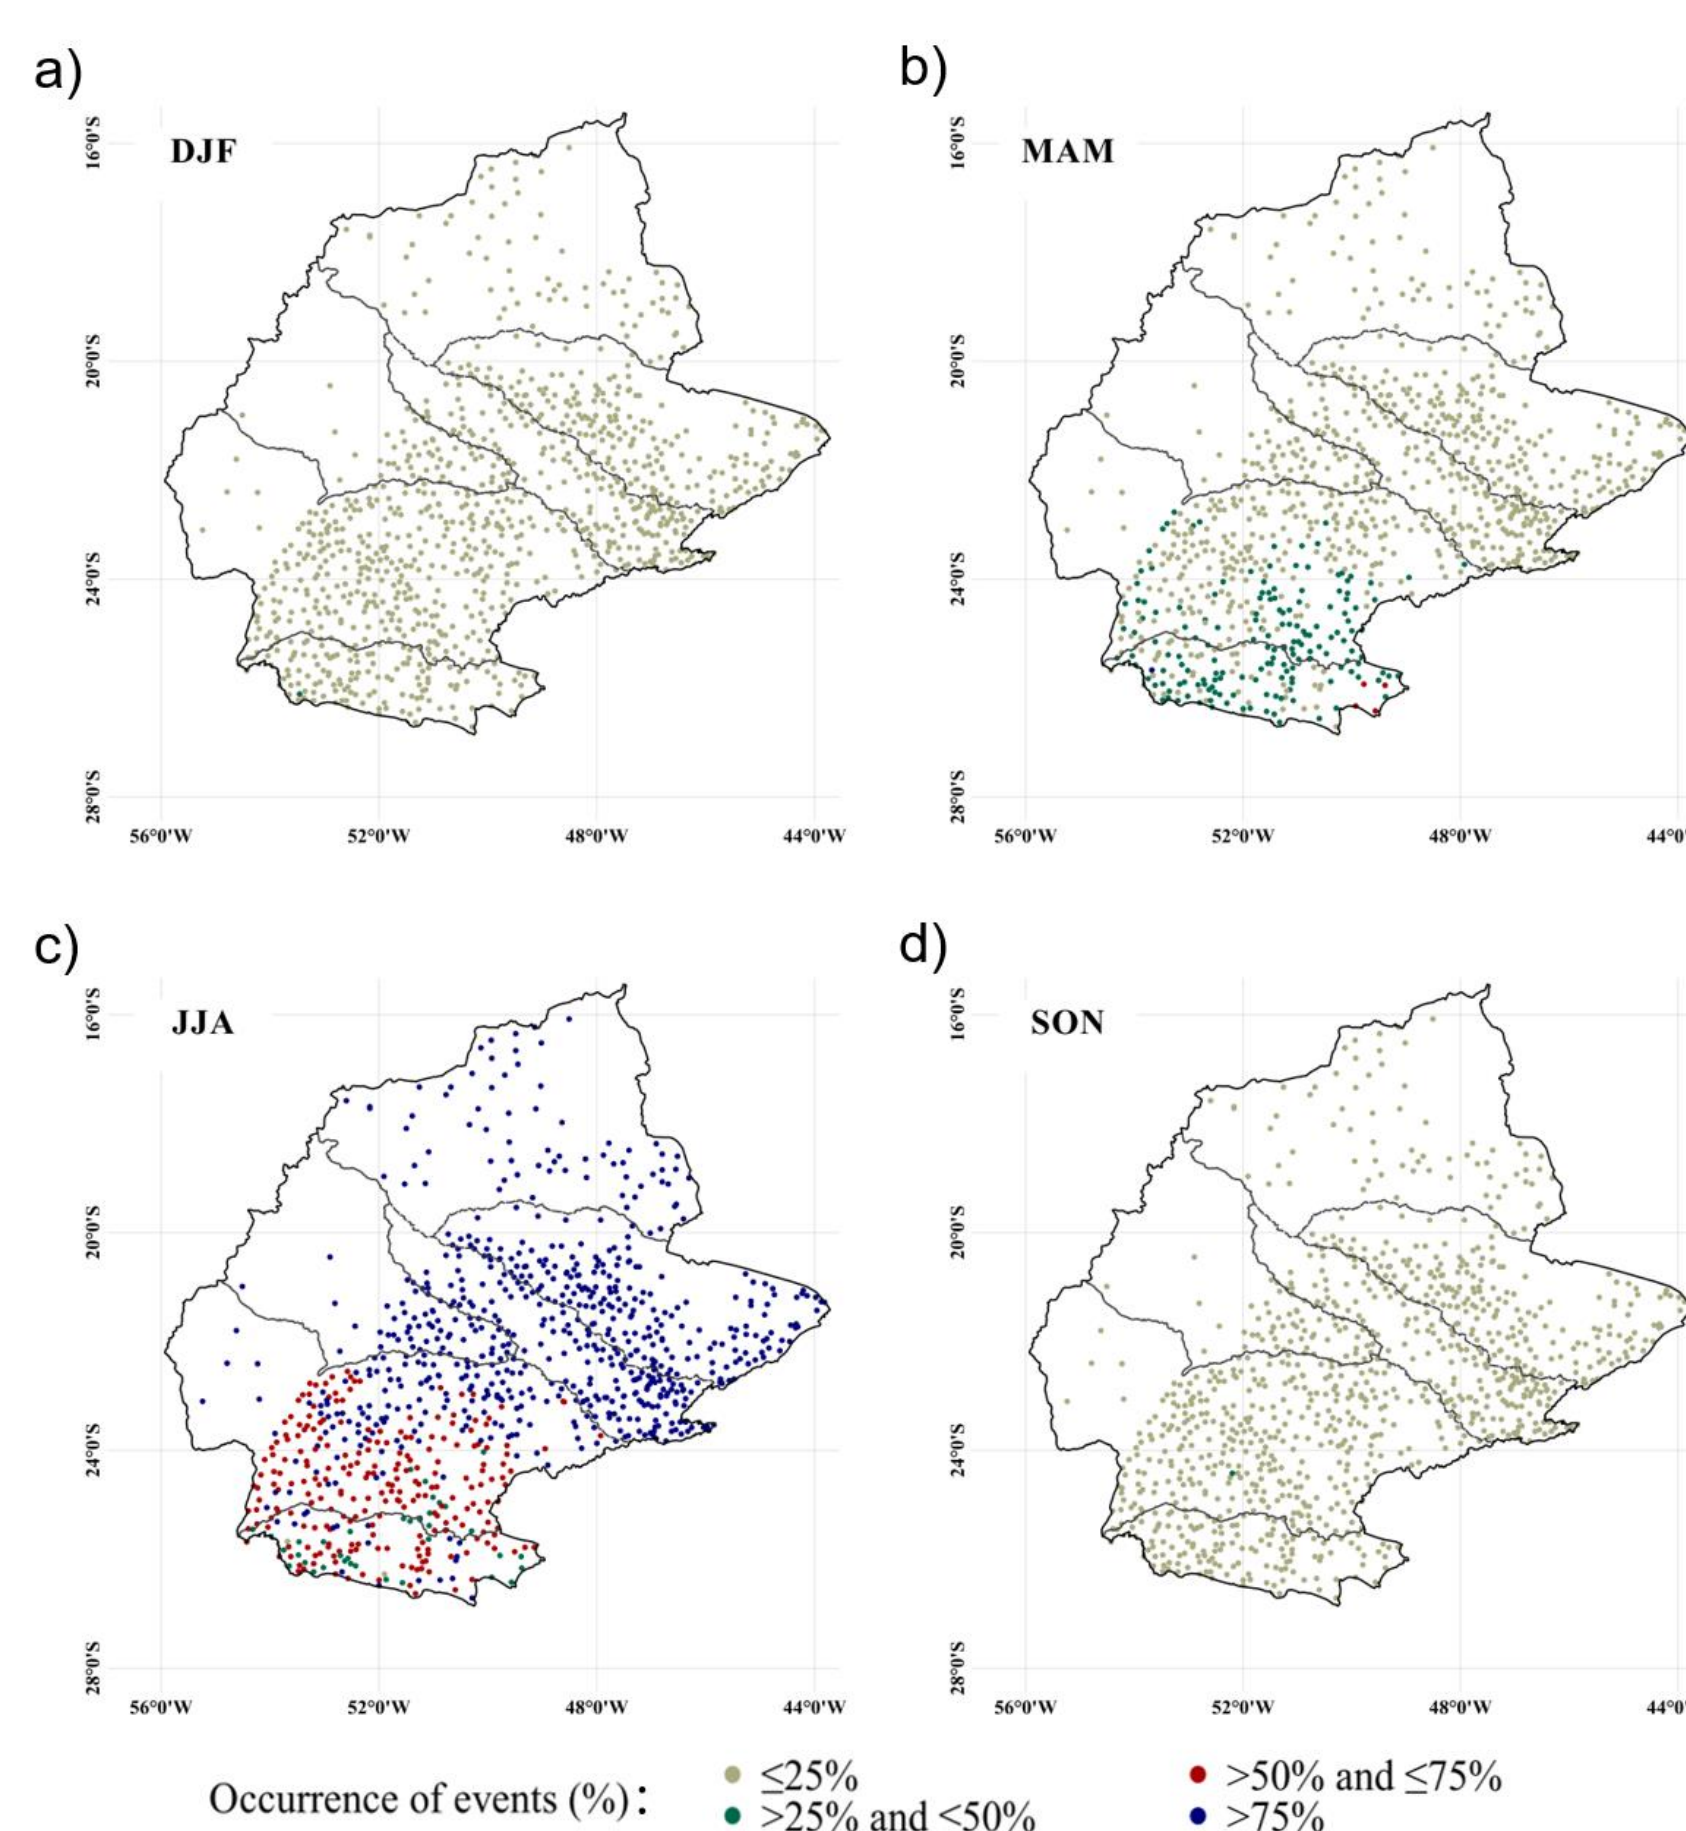 a)
b)
DJF
MAM
16°0'S
20°0'S
24°0'S
28°0'S
56°0'W 52°0'W 48°0'W 44°0'W
16°0'S
20°0'S
24°0'S
28°0'S
56°0'W 52°0'W 48°0'W 44°0'
c)
d)
JJA
SON
16°0'S
20°0'S
24°0'S
28°0'S
56°0'W 52°0'W 48°0'W 44°0'W
16°0'S
20°0'S
24°0'S
28°0'S
56°0'W 52°0'W 48°0'W 44°0'
Occurrence of events (%):
≤25%
>25% and <50%
>50% and ≤75%
>75%